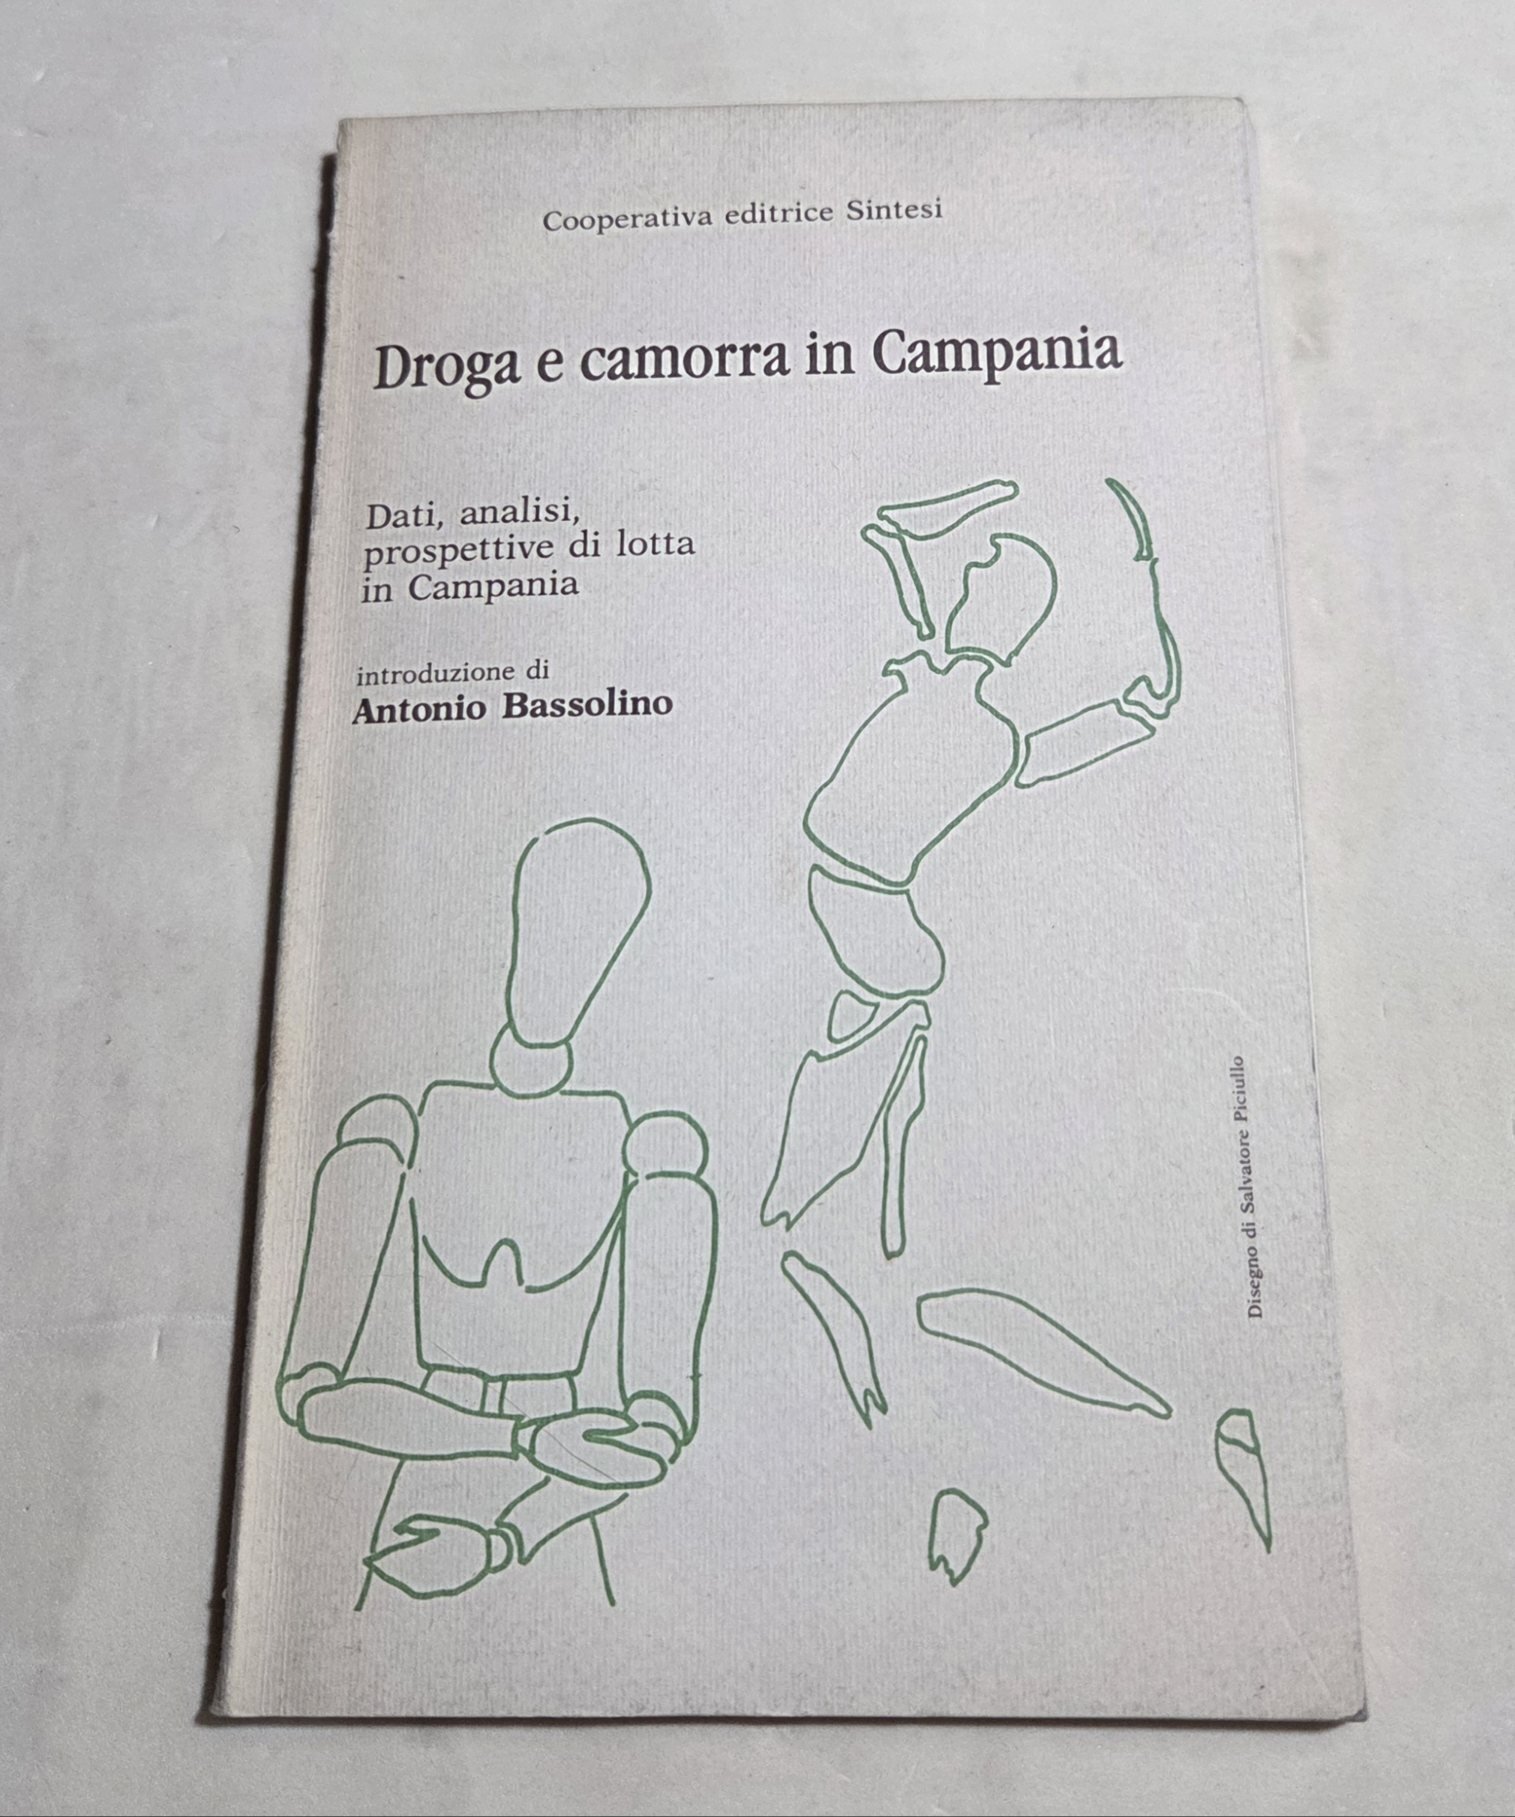 Cooperativa editrice Sintesi
Droga e camorra in Campania
Dati, analisi,
prospettive di lotta
in Campania
introduzione di
Antonio Bassolino
Disegno di Salvatore Piciullo